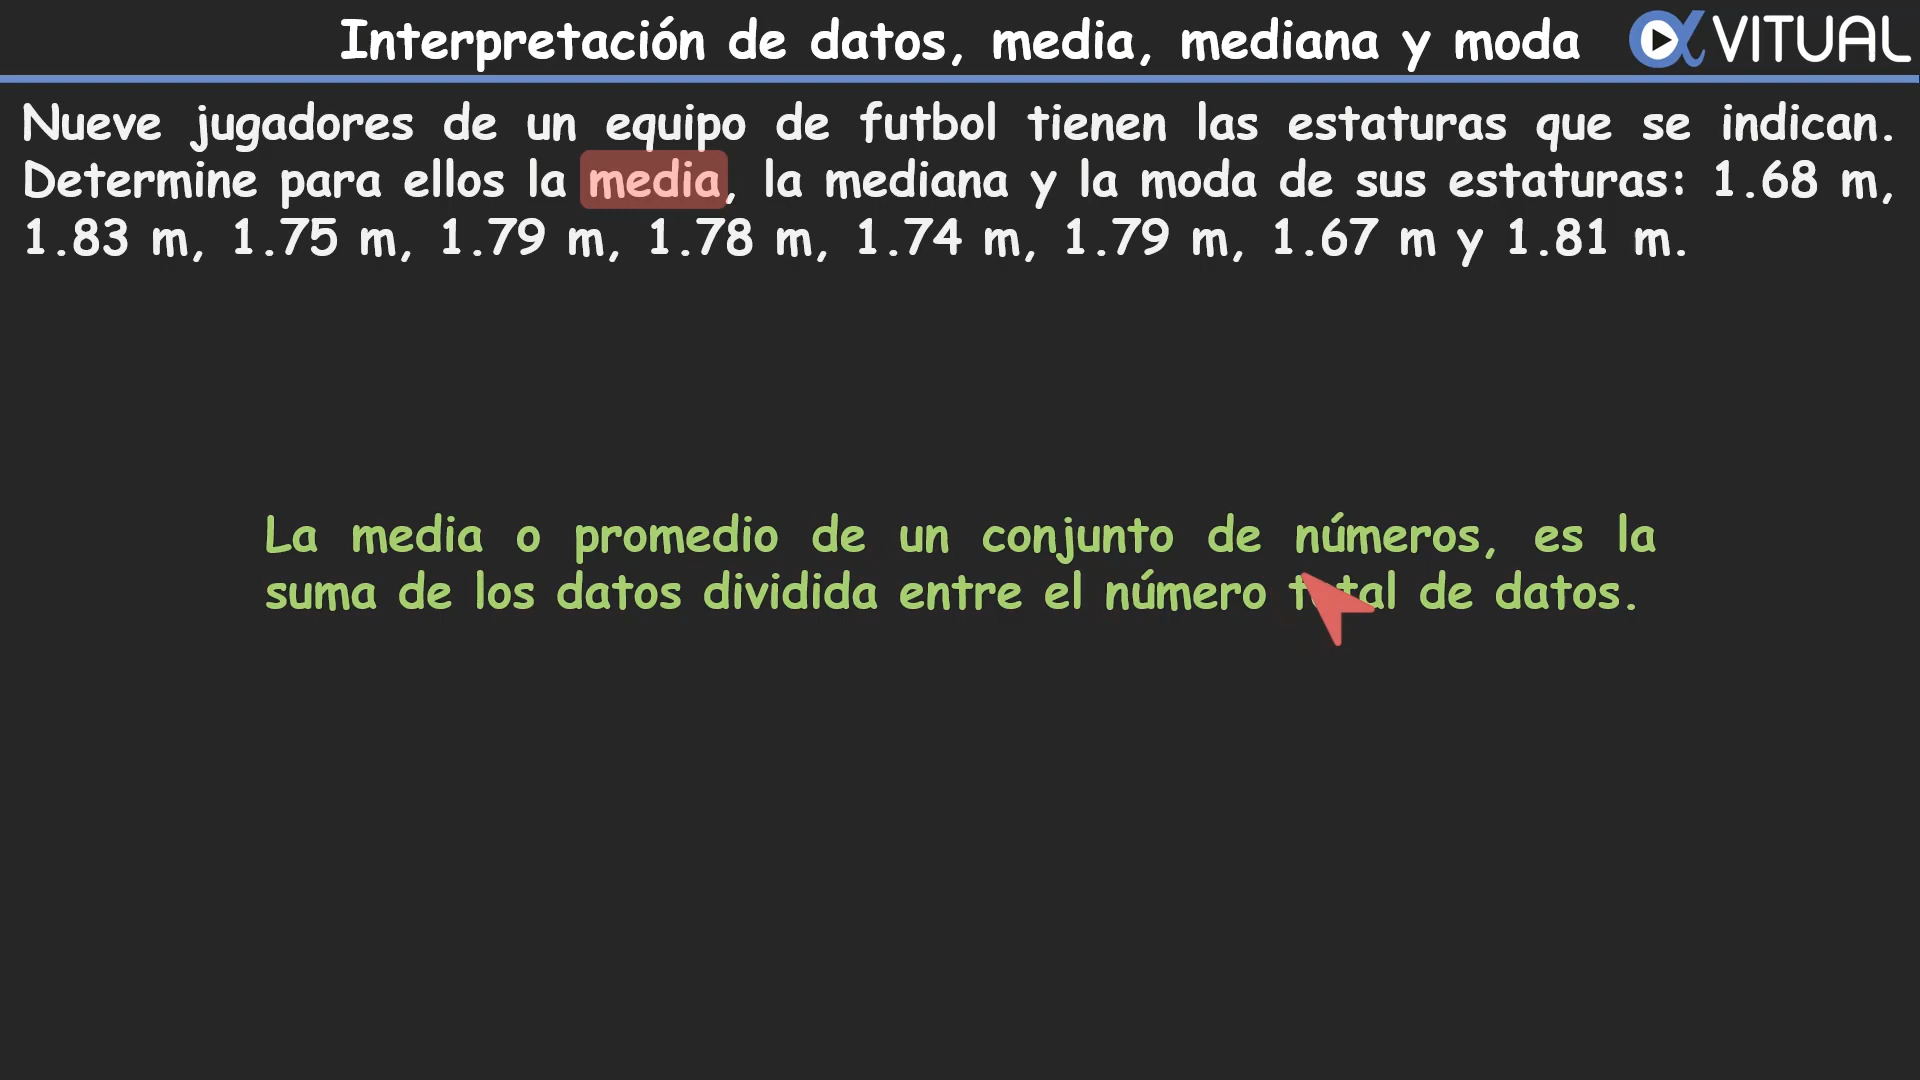 Interpretación de datos, media, mediana y moda
VITUAL
Nueve jugadores de un equipo de futbol tienen las estaturas que se indican.
Determine para ellos la media, la mediana y la moda de sus estaturas: 1.68 m,
1.83 m, 1.75 m, 1.79 m, 1.78 m, 1.74 m, 1.79 m, 1.67 m y 1.81 m.
La media o promedio de un conjunto de números, es la
suma de los datos dividida entre el número total de datos.